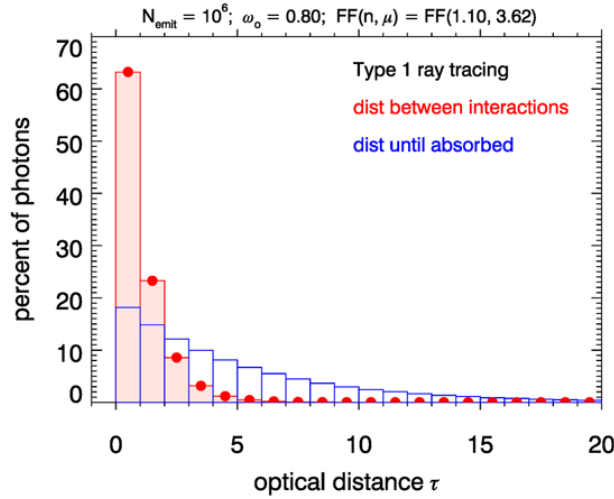 N_emit = 10^6; ω_o = 0.80; FF(n, μ) = FF(1.10, 3.62)
Type 1 ray tracing
dist between interactions
dist until absorbed
percent of photons
70
60
50
40
30
20
10
0
0 5 10 15 20
optical distance τ